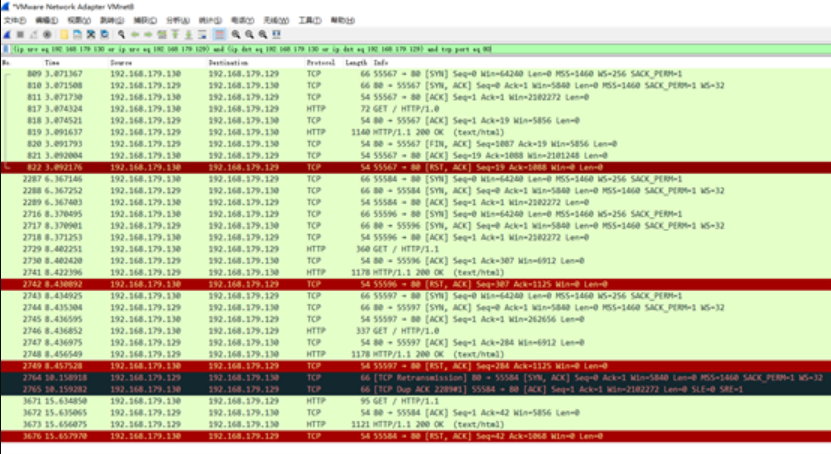 *VMware Network Adapter VMnet8
文件(F) 编辑(E) 视图(V) 跳转(G) 捕获(C) 分析(A) 统计(S) 电话(Y) 无线(W) 工具(T) 帮助(H)
(ip src eq 192.168.179.130 or ip src eq 192.168.179.129) and (ip dst eq 192.168.179.130 or ip dst eq 192.168.179.129) and tcp port eq 80
No. Time Source Destination Protocol Length Info
809 3.071367 192.168.179.130 192.168.179.129 TCP 66 55567 → 80 [SYN] Seq=0 Win=64240 Len=0 MSS=1460 WS=256 SACK_PERM=1
810 3.071508 192.168.179.129 192.168.179.130 TCP 66 80 → 55567 [SYN, ACK] Seq=0 Ack=1 Win=5840 Len=0 MSS=1460 SACK_PERM=1 WS=32
811 3.071730 192.168.179.130 192.168.179.129 TCP 54 55567 → 80 [ACK] Seq=1 Ack=1 Win=2102272 Len=0
817 3.074324 192.168.179.130 192.168.179.129 HTTP 72 GET / HTTP/1.0
818 3.074521 192.168.179.129 192.168.179.130 TCP 54 80 → 55567 [ACK] Seq=1 Ack=19 Win=5856 Len=0
819 3.091637 192.168.179.129 192.168.179.130 HTTP 1140 HTTP/1.1 200 OK (text/html)
820 3.091793 192.168.179.129 192.168.179.130 TCP 54 80 → 55567 [FIN, ACK] Seq=1087 Ack=19 Win=5856 Len=0
821 3.092004 192.168.179.130 192.168.179.129 TCP 54 55567 → 80 [ACK] Seq=19 Ack=1088 Win=2101248 Len=0
822 3.092176 192.168.179.130 192.168.179.129 TCP 54 55567 → 80 [RST, ACK] Seq=19 Ack=1088 Win=0 Len=0
2287 6.367146 192.168.179.130 192.168.179.129 TCP 66 55584 → 80 [SYN] Seq=0 Win=64240 Len=0 MSS=1460 WS=256 SACK_PERM=1
2288 6.367252 192.168.179.129 192.168.179.130 TCP 66 80 → 55584 [SYN, ACK] Seq=0 Ack=1 Win=5840 Len=0 MSS=1460 SACK_PERM=1 WS=32
2289 6.367403 192.168.179.130 192.168.179.129 TCP 54 55584 → 80 [ACK] Seq=1 Ack=1 Win=2102272 Len=0
2716 8.370495 192.168.179.130 192.168.179.129 TCP 66 55596 → 80 [SYN] Seq=0 Win=64240 Len=0 MSS=1460 WS=256 SACK_PERM=1
2717 8.370901 192.168.179.129 192.168.179.130 TCP 66 80 → 55596 [SYN, ACK] Seq=0 Ack=1 Win=5840 Len=0 MSS=1460 SACK_PERM=1 WS=32
2718 8.371253 192.168.179.130 192.168.179.129 TCP 54 55596 → 80 [ACK] Seq=1 Ack=1 Win=2102272 Len=0
2729 8.402251 192.168.179.130 192.168.179.129 HTTP 360 GET / HTTP/1.1
2730 8.402420 192.168.179.129 192.168.179.130 TCP 54 80 → 55596 [ACK] Seq=1 Ack=307 Win=6912 Len=0
2741 8.422396 192.168.179.129 192.168.179.130 HTTP 1178 HTTP/1.1 200 OK (text/html)
2742 8.430892 192.168.179.130 192.168.179.129 TCP 54 55596 → 80 [RST, ACK] Seq=307 Ack=1125 Win=0 Len=0
2743 8.434925 192.168.179.130 192.168.179.129 TCP 66 55597 → 80 [SYN] Seq=0 Win=64240 Len=0 MSS=1460 WS=256 SACK_PERM=1
2744 8.435304 192.168.179.129 192.168.179.130 TCP 66 80 → 55597 [SYN, ACK] Seq=0 Ack=1 Win=5840 Len=0 MSS=1460 SACK_PERM=1 WS=32
2745 8.436595 192.168.179.130 192.168.179.129 TCP 54 55597 → 80 [ACK] Seq=1 Ack=1 Win=262656 Len=0
2746 8.436852 192.168.179.130 192.168.179.129 HTTP 337 GET / HTTP/1.0
2747 8.436975 192.168.179.129 192.168.179.130 TCP 54 80 → 55597 [ACK] Seq=1 Ack=284 Win=6912 Len=0
2748 8.456549 192.168.179.129 192.168.179.130 HTTP 1178 HTTP/1.1 200 OK (text/html)
2749 8.457528 192.168.179.130 192.168.179.129 TCP 54 55597 → 80 [RST, ACK] Seq=284 Ack=1125 Win=0 Len=0
2764 10.158918 192.168.179.129 192.168.179.130 TCP 66 [TCP Retransmission] 80 → 55584 [SYN, ACK] Seq=0 Ack=1 Win=5840 Len=0 MSS=1460 SACK_PERM=1 WS=32
2765 10.159282 192.168.179.130 192.168.179.129 TCP 66 [TCP Dup ACK 2289#1] 55584 → 80 [ACK] Seq=1 Ack=1 Win=2102272 Len=0 SLE=0 SRE=1
3671 15.634850 192.168.179.130 192.168.179.129 HTTP 95 GET / HTTP/1.1
3672 15.635065 192.168.179.129 192.168.179.130 TCP 54 80 → 55584 [ACK] Seq=1 Ack=42 Win=5856 Len=0
3673 15.656075 192.168.179.129 192.168.179.130 HTTP 1121 HTTP/1.1 200 OK (text/html)
3676 15.657970 192.168.179.130 192.168.179.129 TCP 54 55584 → 80 [RST, ACK] Seq=42 Ack=1068 Win=0 Len=0